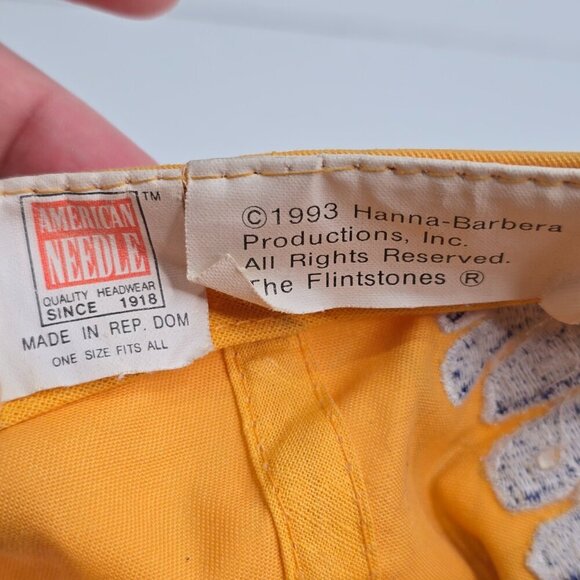 AMERICAN
NEEDLE
™
QUALITY HEADWEAR
SINCE 1918
MADE IN REP. DOM
ONE SIZE FITS ALL
©1993 Hanna-Barbera
Productions, Inc.
All Rights Reserved.
The Flintstones ®